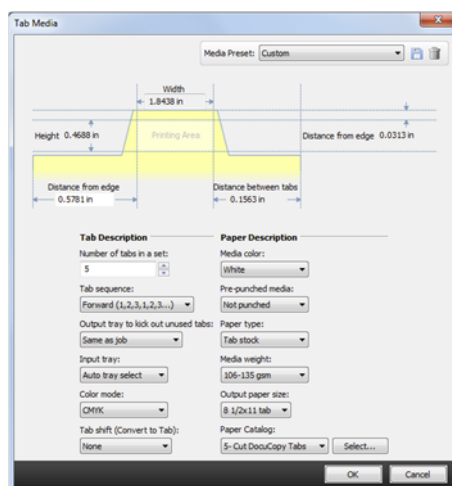 Tab Media
Media Preset: Custom
Width
1.8438 in
Height 0.4688 in
Printing Area
Distance from edge 0.0313 in
Distance from edge
0.5781 in
Distance between tabs
0.1563 in
Tab Description
Number of tabs in a set:
5
Tab sequence:
Forward (1,2,3,1,2,3...)
Output tray to kick out unused tabs:
Same as job
Input tray:
Auto tray select
Color mode:
CMYK
Tab shift (Convert to Tab):
None
Paper Description
Media color:
White
Pre-punched media:
Not punched
Paper type:
Tab stock
Media weight:
106-135 gsm
Output paper size:
8 1/2x11 tab
Paper Catalog:
5- Cut DocuCopy Tabs
Select...
OK
Cancel